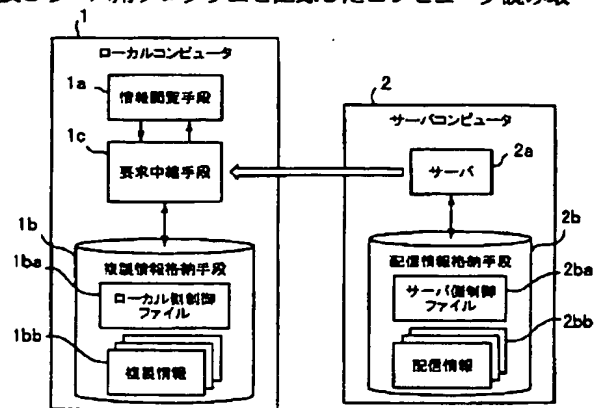 1
ローカルコンピュータ
1a
情報閲覧手段
1c
要求中継手段
1b
複製情報格納手段
1ba
ローカル側制御
ファイル
1bb
複製情報
2
サーバコンピュータ
2a
サーバ
2b
配信情報格納手段
2ba
サーバ側制御
ファイル
2bb
配信情報